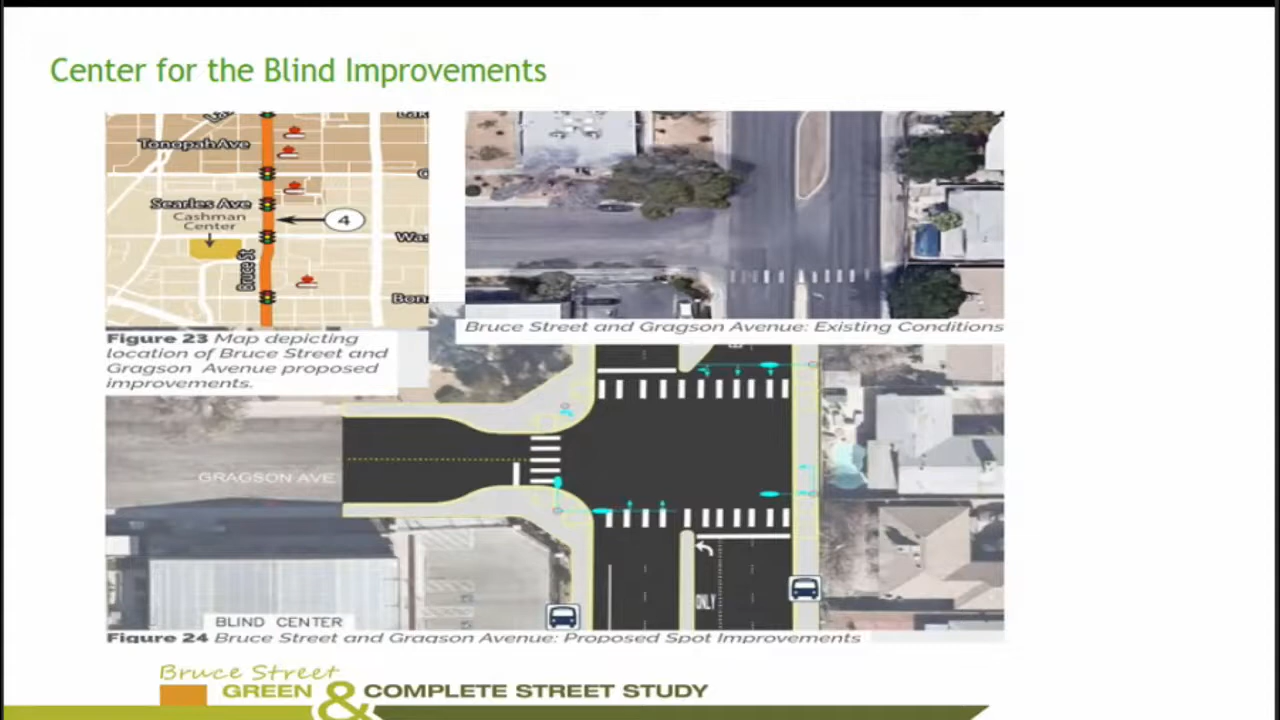 Center for the Blind Improvements
Tonopah Ave
Searles Ave
Cashman
Center
4
Bruce St
Was
Bon
Figure 23 Map depicting
location of Bruce Street and
Gragson Avenue proposed
improvements.
Bruce Street and Gragson Avenue: Existing Conditions
GRAGSON AVE
ONLY
BLIND CENTER
Figure 24 Bruce Street and Gragson Avenue: Proposed Spot Improvements
Bruce Street
GREEN & COMPLETE STREET STUDY